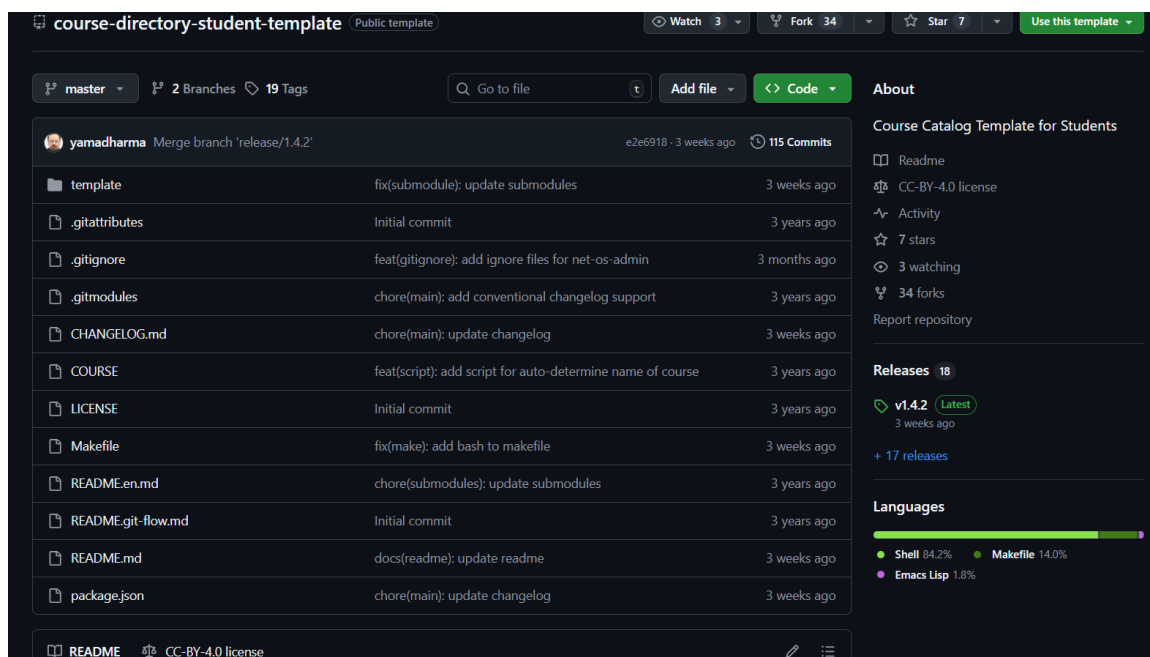 course-directory-student-template Public template Watch 3 Fork 34 Star 7 Use this template
master 2 Branches 19 Tags Go to file t Add file Code
yamadharma Merge branch 'release/1.4.2' e2e6918 · 3 weeks ago 115 Commits
template fix(submodule): update submodules 3 weeks ago
.gitattributes Initial commit 3 years ago
.gitignore feat(gitignore): add ignore files for net-os-admin 3 months ago
.gitmodules chore(main): add conventional changelog support 3 years ago
CHANGELOG.md chore(main): update changelog 3 weeks ago
COURSE feat(script): add script for auto-determine name of course 3 years ago
LICENSE Initial commit 3 years ago
Makefile fix(make): add bash to makefile 3 weeks ago
README.en.md chore(submodules): update submodules 3 years ago
README.git-flow.md Initial commit 3 years ago
README.md docs(readme): update readme 3 weeks ago
package.json chore(main): update changelog 3 weeks ago
README CC-BY-4.0 license
About
Course Catalog Template for Students
Readme
CC-BY-4.0 license
Activity
7 stars
3 watching
34 forks
Report repository
Releases 18
v1.4.2 Latest
3 weeks ago
+ 17 releases
Languages
Shell 84.2% Makefile 14.0%
Emacs Lisp 1.8%